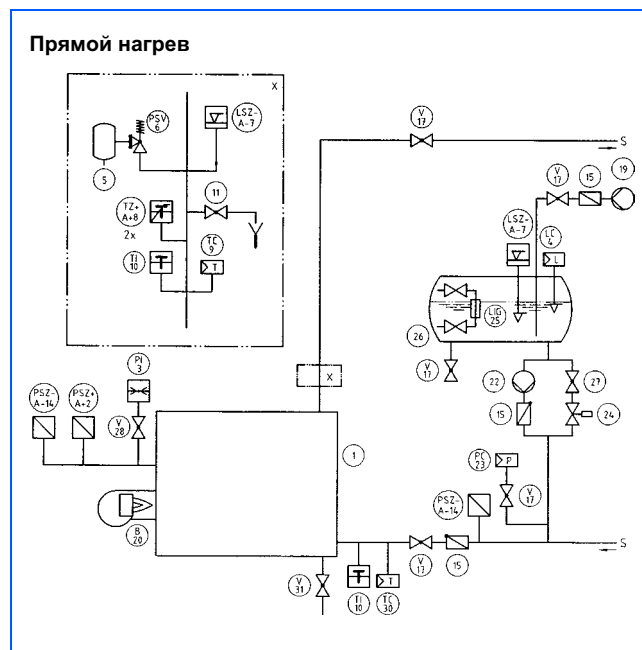 Прямой нагрев
X
PSV 6
LSZ- A-7
5
TZ+ A+8
2x
11
TI 10
TC 9
T
V 17
S
V 17
15
19
LSZ- A-7
LC 4
L
LIG 25
26
V 17
22
27
15
24
X
PI 3
PSZ- A-14
PSZ+ A+2
V 28
1
B 20
PC 23
P
V 17
PSZ- A-14
S
V 31
TI 10
TC 30
T
V 17
15